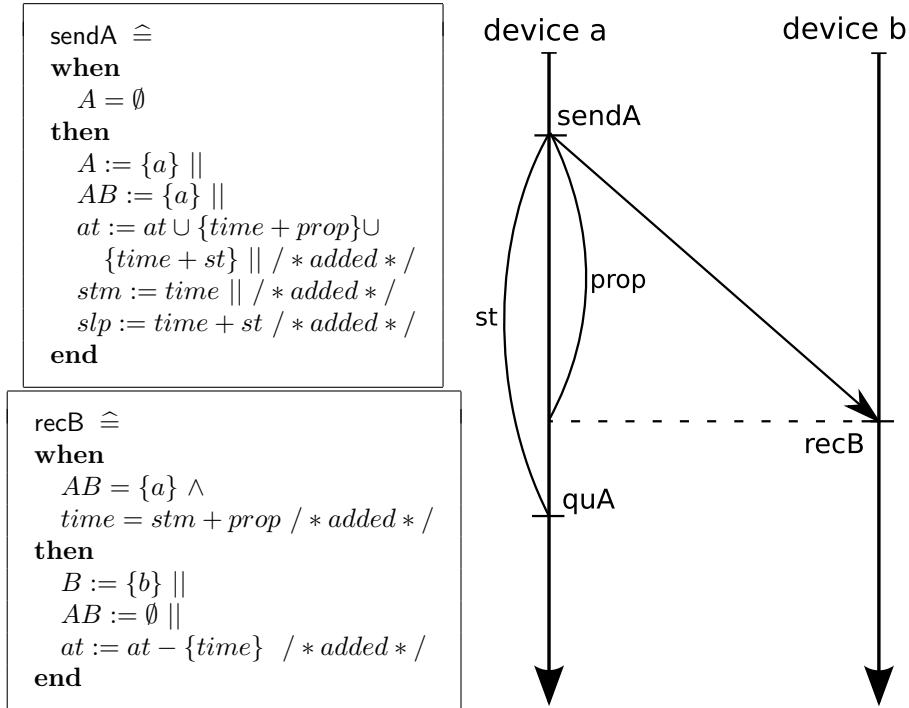 sendA ≙
when
A = ∅
then
A := {a} ||
AB := {a} ||
at := at ∪ {time + prop}∪
{time + st} || / * added * /
stm := time || / * added * /
slp := time + st / * added * /
end
recB ≙
when
AB = {a} ∧
time = stm + prop / * added * /
then
B := {b} ||
AB := ∅ ||
at := at − {time} / * added * /
end
device a
device b
sendA
prop
st
recB
quA